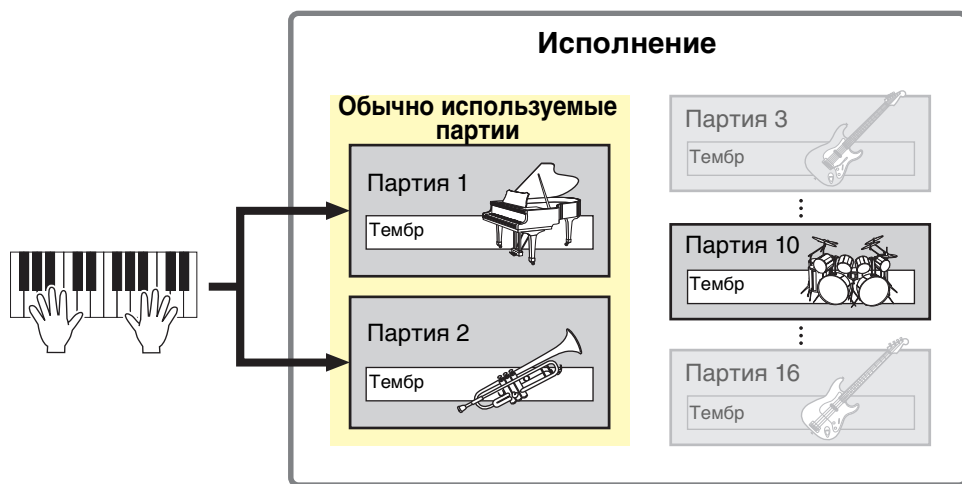 Исполнение
Обычно используемые
партии
Партия 1
Тембр
Партия 2
Тембр
Партия 3
Тембр
Партия 10
Тембр
Партия 16
Тембр